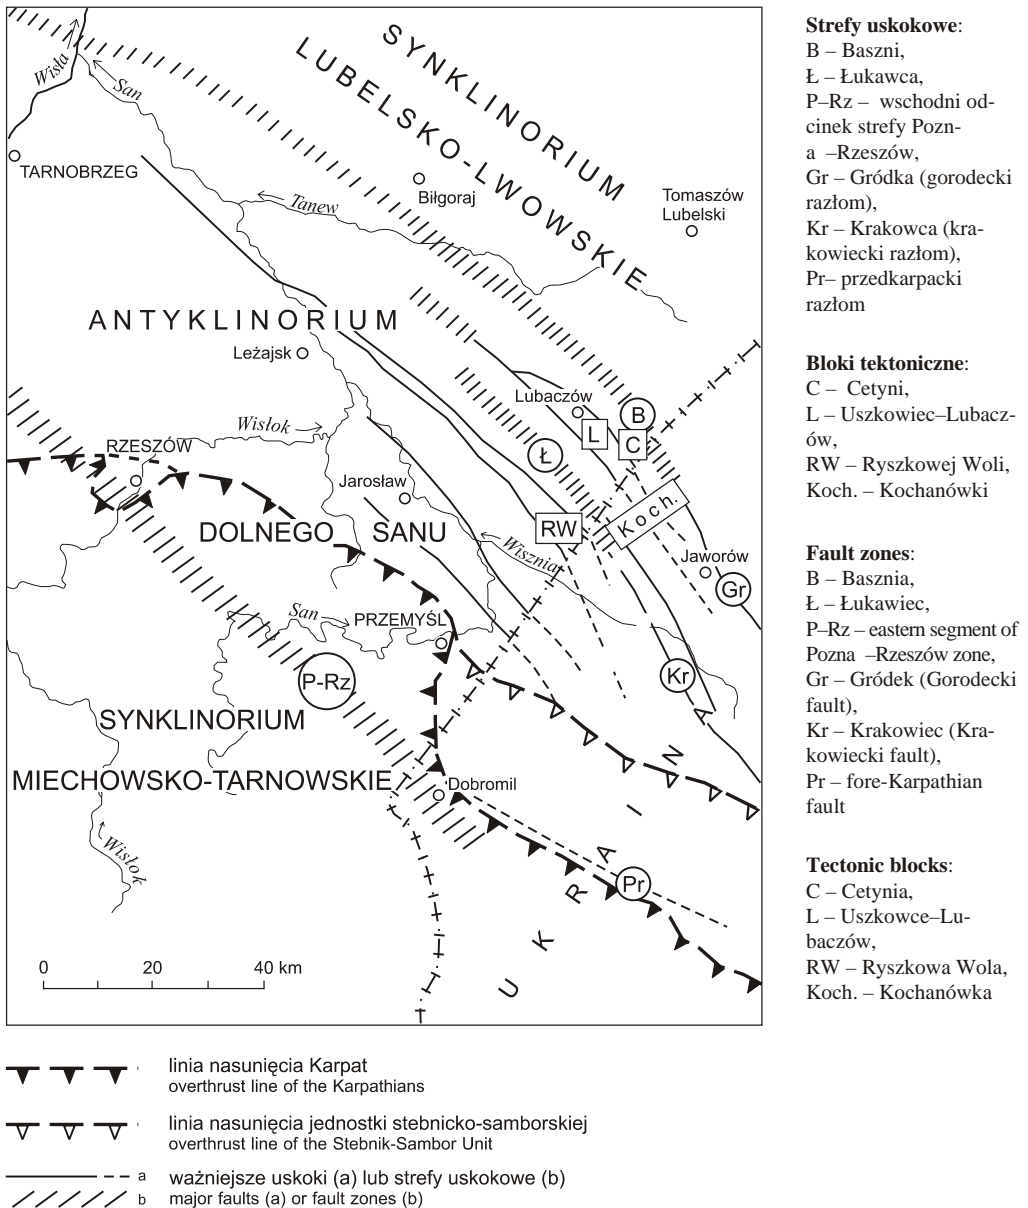 SYNKLINORIUM
LUBELSKO-LWOWSKIE
Wisła
San
TARNOBRZEG
Biłgoraj
Tomaszów
Lubelski
Tanew
ANTYKLINORIUM
Leżajsk
Lubaczów
B
L
C
Ł
Wisłok
RZESZÓW
Jarosław
RW
Koch.
DOLNEGO SANU
Wisznia
Jaworów
Gr
San
PRZEMYŚL
P-Rz
Kr
SYNKLINORIUM
MIECHOWSKO-TARNOWSKIE
Dobromil
Wisłok
Pr
UKRAINA
0 20 40 km
Strefy uskokowe:
B – Baszni,
Ł – Łukawca,
P–Rz – wschodni od-
cinek strefy Pozn-
a –Rzeszów,
Gr – Gródka (gorodecki
razłom),
Kr – Krakowca (kra-
kowiecki razłom),
Pr– przedkarpacki
razłom
Bloki tektoniczne:
C – Cetyni,
L – Uszkowiec–Lubacz-
ów,
RW – Ryszkowej Woli,
Koch. – Kochanówki
Fault zones:
B – Basznia,
Ł – Łukawiec,
P–Rz – eastern segment of
Pozna –Rzeszów zone,
Gr – Gródek (Gorodecki
fault),
Kr – Krakowiec (Kra-
kowiecki fault),
Pr – fore-Karpathian
fault
Tectonic blocks:
C – Cetynia,
L – Uszkowce–Lu-
baczów,
RW – Ryszkowa Wola,
Koch. – Kochanówka
linia nasunięcia Karpat
overthrust line of the Karpathians
linia nasunięcia jednostki stebnicko-samborskiej
overthrust line of the Stebnik-Sambor Unit
a ważniejsze uskoki (a) lub strefy uskokowe (b)
b major faults (a) or fault zones (b)